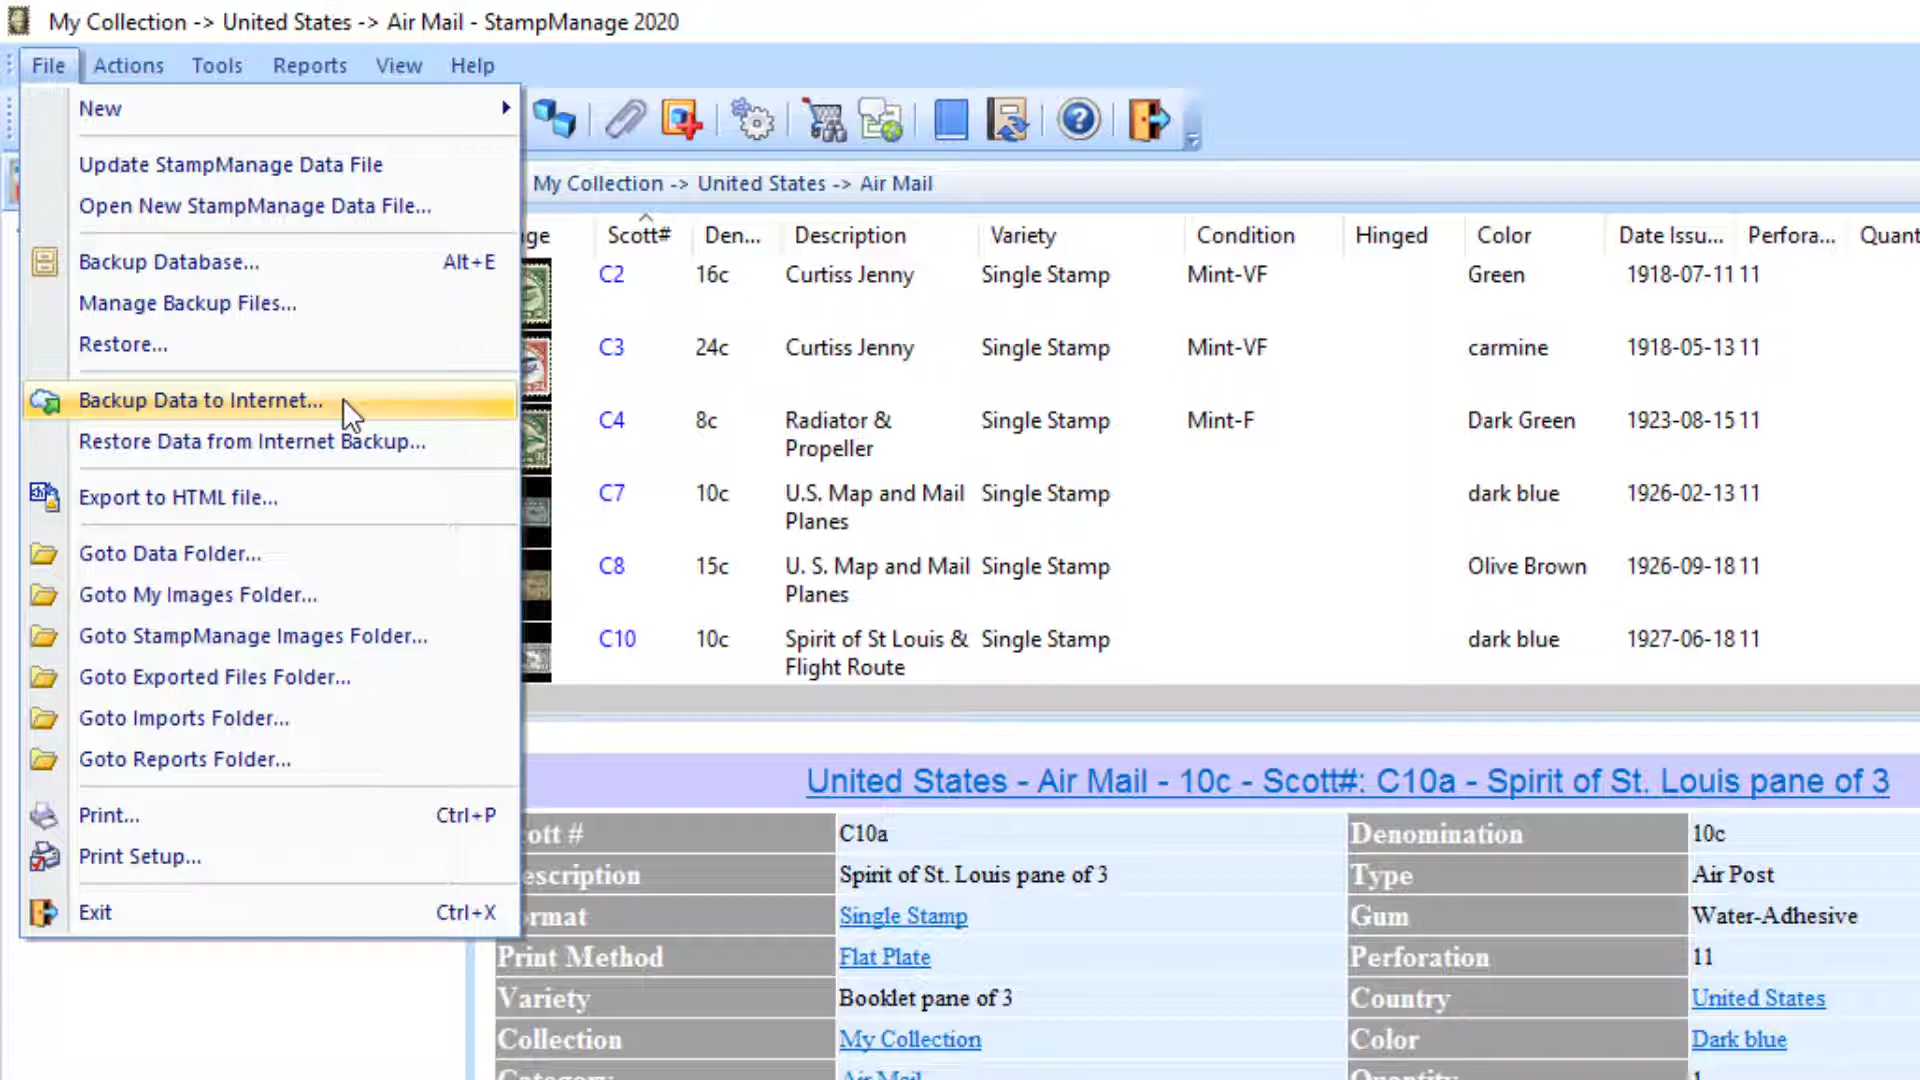 My Collection -> United States -> Air Mail - StampManage 2020
File Actions Tools Reports View Help
New
Update StampManage Data File
Open New StampManage Data File...
Backup Database... Alt+E
Manage Backup Files...
Restore...
Backup Data to Internet...
Restore Data from Internet Backup...
Export to HTML file...
Goto Data Folder...
Goto My Images Folder...
Goto StampManage Images Folder...
Goto Exported Files Folder...
Goto Imports Folder...
Goto Reports Folder...
Print... Ctrl+P
Print Setup...
Exit Ctrl+X
My Collection -> United States -> Air Mail
ge Scott# Den... Description Variety Condition Hinged Color Date Issu... Perfora... Quant
C2 16c Curtiss Jenny Single Stamp Mint-VF Green 1918-07-11 11
C3 24c Curtiss Jenny Single Stamp Mint-VF carmine 1918-05-13 11
C4 8c Radiator & Single Stamp Mint-F Dark Green 1923-08-15 11
Propeller
C7 10c U.S. Map and Mail Single Stamp dark blue 1926-02-13 11
Planes
C8 15c U. S. Map and Mail Single Stamp Olive Brown 1926-09-18 11
Planes
C10 10c Spirit of St Louis & Single Stamp dark blue 1927-06-18 11
Flight Route
United States - Air Mail - 10c - Scott#: C10a - Spirit of St. Louis pane of 3
ott # C10a Denomination 10c
escription Spirit of St. Louis pane of 3 Type Air Post
ormat Single Stamp Gum Water-Adhesive
Print Method Flat Plate Perforation 11
Variety Booklet pane of 3 Country United States
Collection My Collection Color Dark blue
Category Air Mail Quantity 1